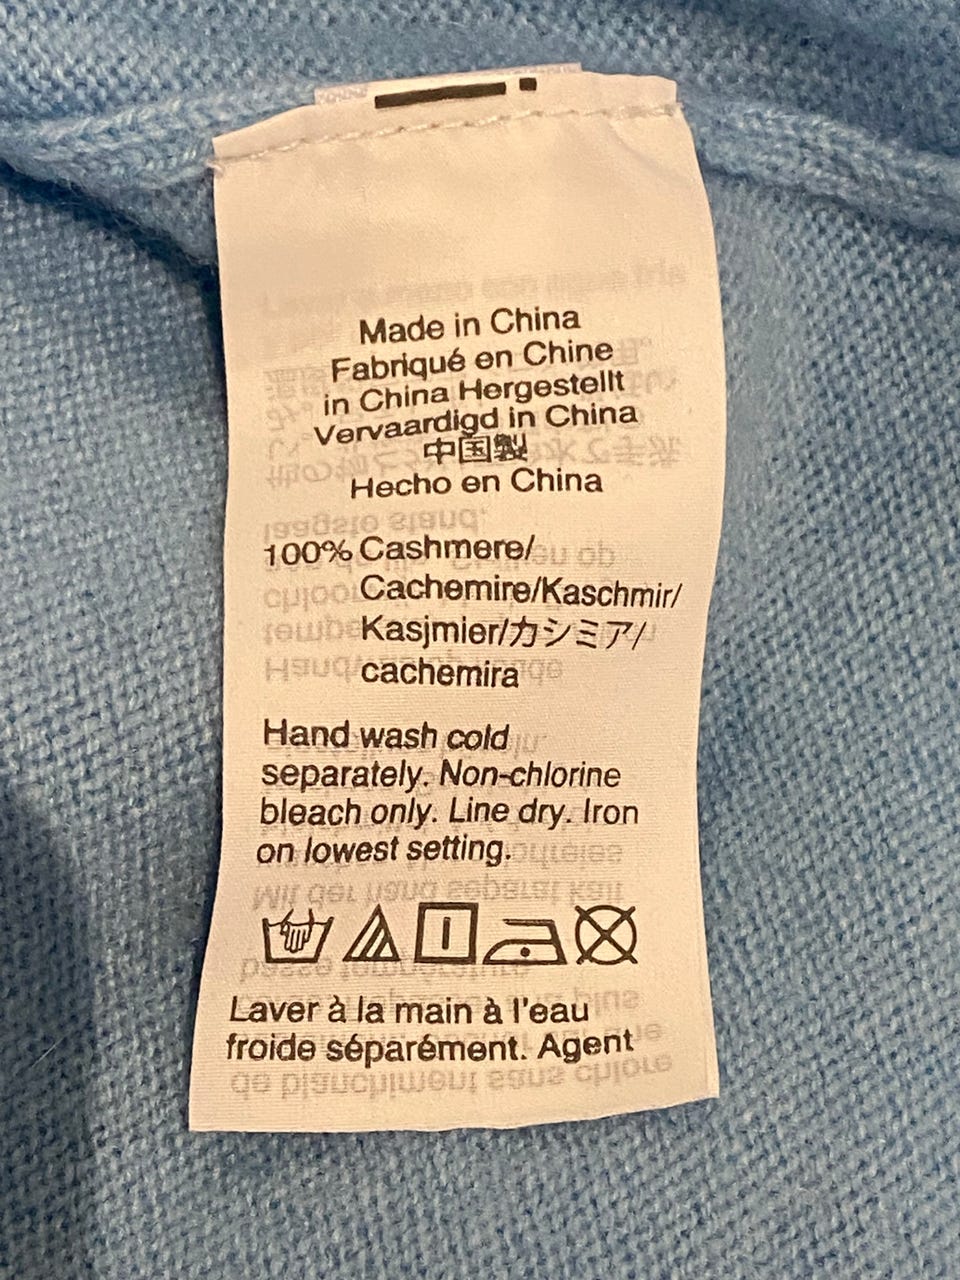 Made in China
Fabriqué en Chine
in China Hergestellt
Vervaardigd in China
中国製
Hecho en China
100% Cashmere/
Cachemire/Kaschmir/
Kasjmier/カシミア/
cachemira
Hand wash cold
separately. Non-chlorine
bleach only. Line dry. Iron
on lowest setting.
Laver à la main à l'eau
froide séparément. Agent